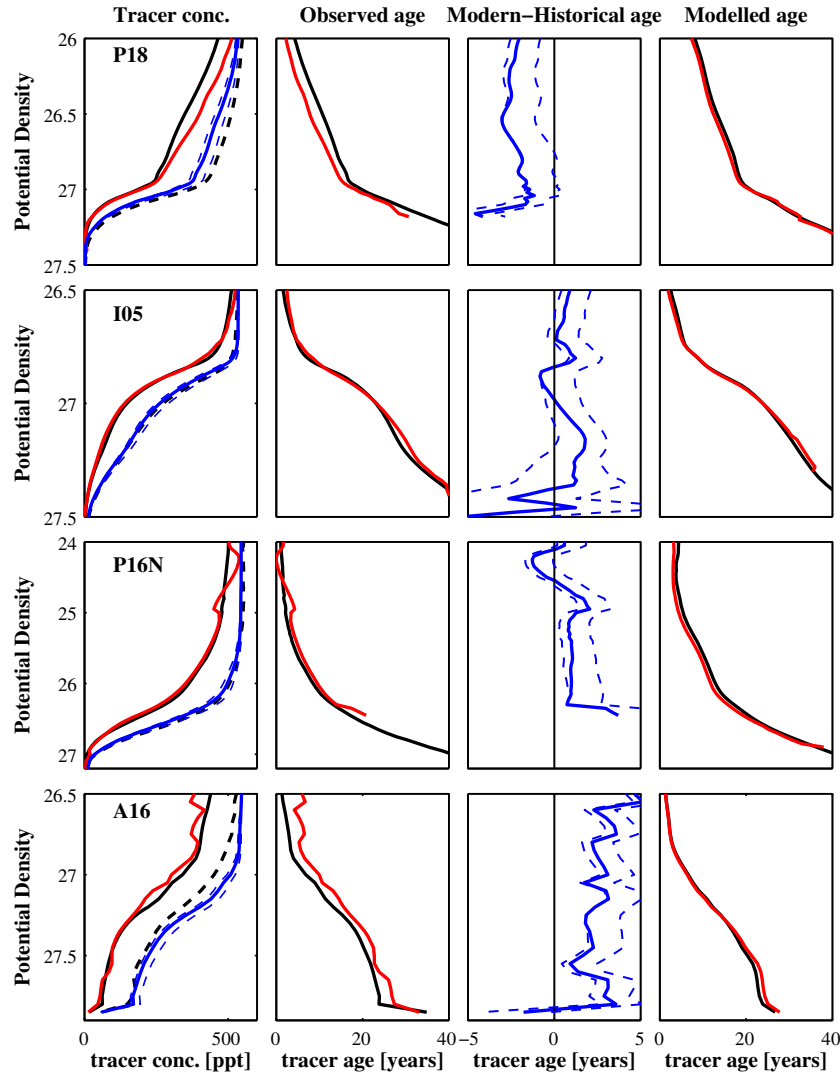 Tracer conc. Observed age Modern−Historical age Modelled age
P18
Potential Density
26
26.5
27
27.5
I05
Potential Density
26.5
27
27.5
P16N
Potential Density
24
25
26
27
A16
Potential Density
26.5
27
27.5
0 500 0 20 40 −5 0 5 0 20 40
tracer conc. [ppt] tracer age [years] tracer age [years] tracer age [years]